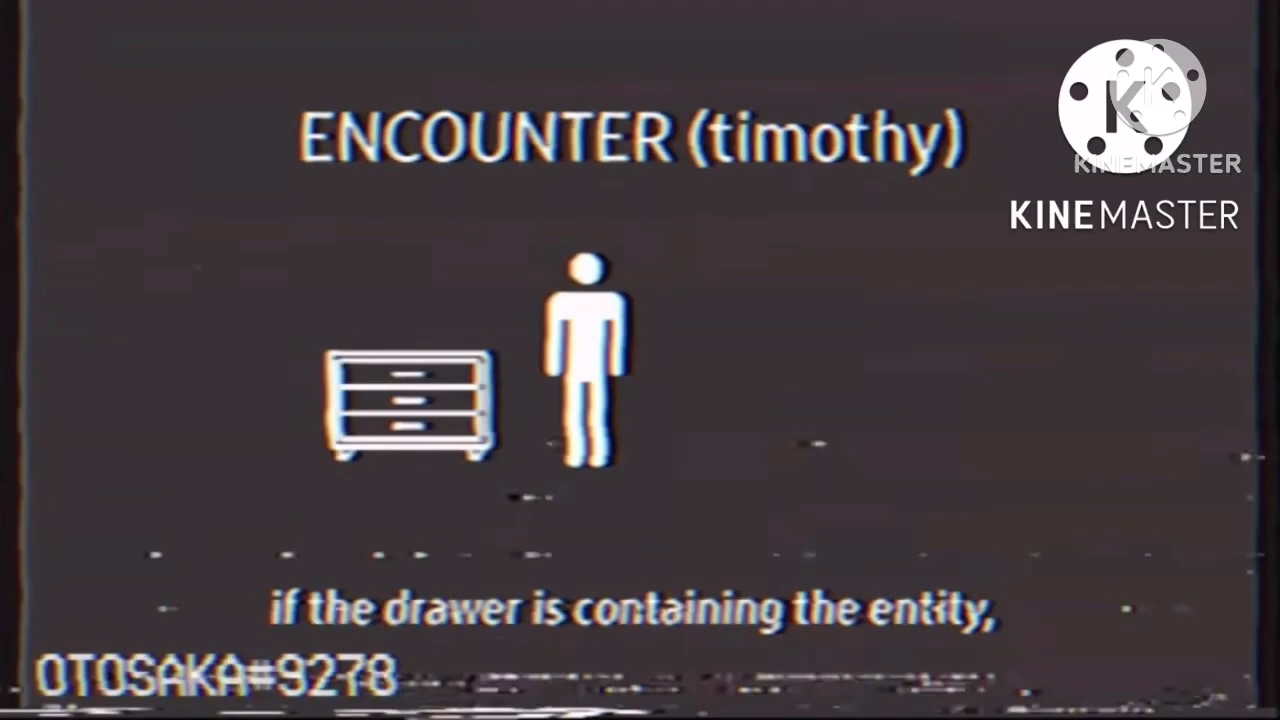 ENCOUNTER (timothy)
K
K
KINEMASTER
KINEMASTER
if the drawer is containing the entity,
OTOSAKA#9278